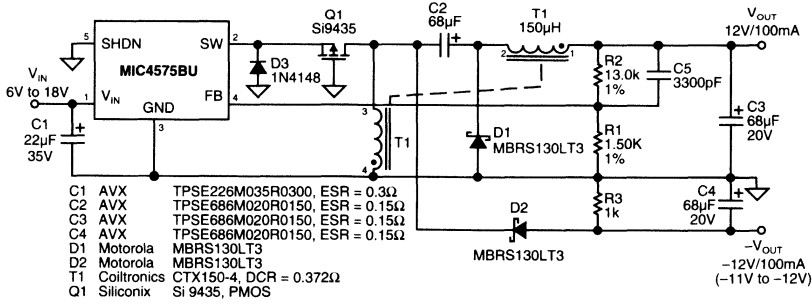 5
SHDN
SW
2
MIC4575BU
FB
4
VIN
1
GND
3
VIN
6V to 18V
C1
22µF
35V
+
D3
1N4148
Q1
Si9435
C2
68µF
+
T1
150µH
2
1
3
4
T1
D1
MBRS130LT3
R2
13.0k
1%
C5
3300pF
R1
1.50K
1%
R3
1k
D2
MBRS130LT3
VOUT
12V/100mA
+
C3
68µF
20V
C4
68µF
20V
+
–VOUT
–12V/100mA
(–11V to –12V)
C1 AVX TPSE226M035R0300, ESR = 0.3Ω
C2 AVX TPSE686M020R0150, ESR = 0.15Ω
C3 AVX TPSE686M020R0150, ESR = 0.15Ω
C4 AVX TPSE686M020R0150, ESR = 0.15Ω
D1 Motorola MBRS130LT3
D2 Motorola MBRS130LT3
T1 Coiltronics CTX150-4, DCR = 0.372Ω
Q1 Siliconix Si 9435, PMOS